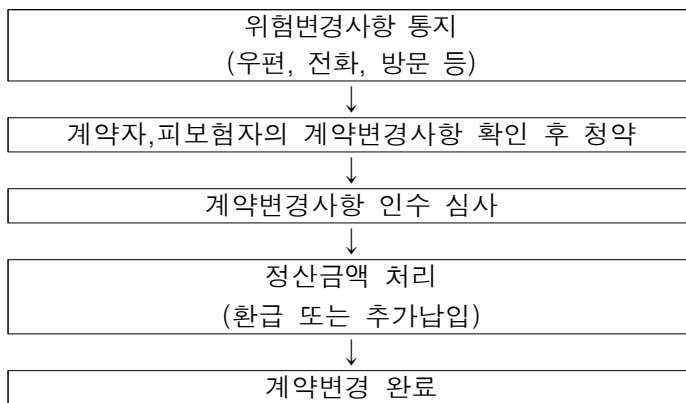 위험변경사항 통지
(우편, 전화, 방문 등)
↓
계약자,피보험자의 계약변경사항 확인 후 청약
↓
계약변경사항 인수 심사
↓
정산금액 처리
(환급 또는 추가납입)
↓
계약변경 완료